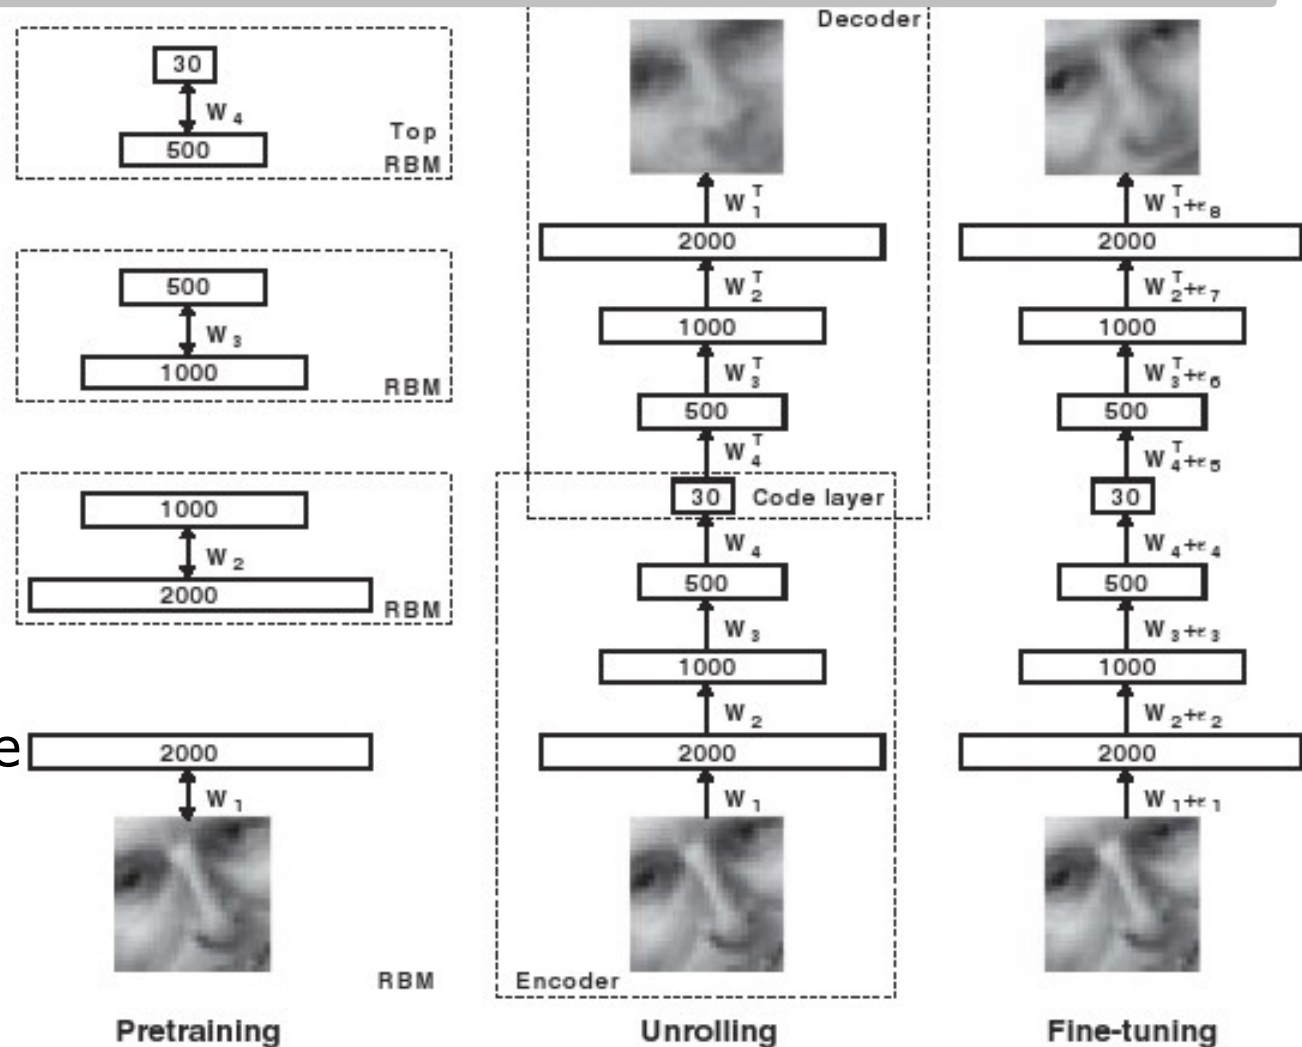 30
W 4
500
Top
RBM
500
W 3
1000
RBM
1000
W 2
2000
RBM
e
2000
W 1
RBM
Pretraining
Decoder
W 1 T
2000
W 2 T
1000
W 3 T
500
W 4 T
30 Code layer
W 4
500
W 3
1000
W 2
2000
W 1
Encoder
Unrolling
W 1 T +ε 8
2000
W 2 T +ε 7
1000
W 3 T +ε 6
500
W 4 T +ε 5
30
W 4 +ε 4
500
W 3 +ε 3
1000
W 2 +ε 2
2000
W 1 +ε 1
Fine-tuning